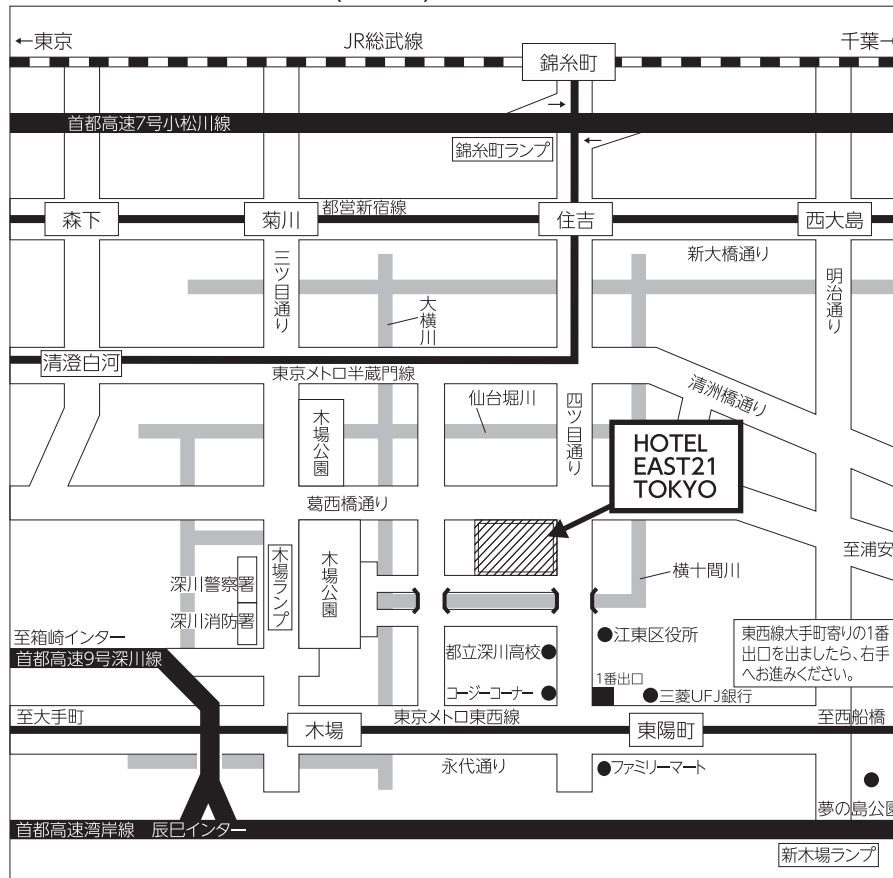 ←東京
JR総武線
千葉→
錦糸町
首都高速7号小松川線
→
←
錦糸町ランプ
森下
菊川
都営新宿線
住吉
西大島
三ツ目通り
新大橋通り
大横川
明治通り
清澄白河
東京メトロ半蔵門線
清洲橋通り
木場公園
仙台堀川
四ツ目通り
HOTEL
EAST21
TOKYO
葛西橋通り
至浦安
木場ランプ
木場公園
深川警察署
横十間川
深川消防署
至箱崎インター
首都高速9号深川線
都立深川高校
江東区役所
東西線大手町寄りの1番
出口を出ましたら、右手
へお進みください。
コージーコーナー
1番出口
三菱UFJ銀行
至大手町
木場
東京メトロ東西線
東陽町
至西船橋
永代通り
ファミリーマート
夢の島公園
首都高速湾岸線 辰巳インター
新木場ランプ